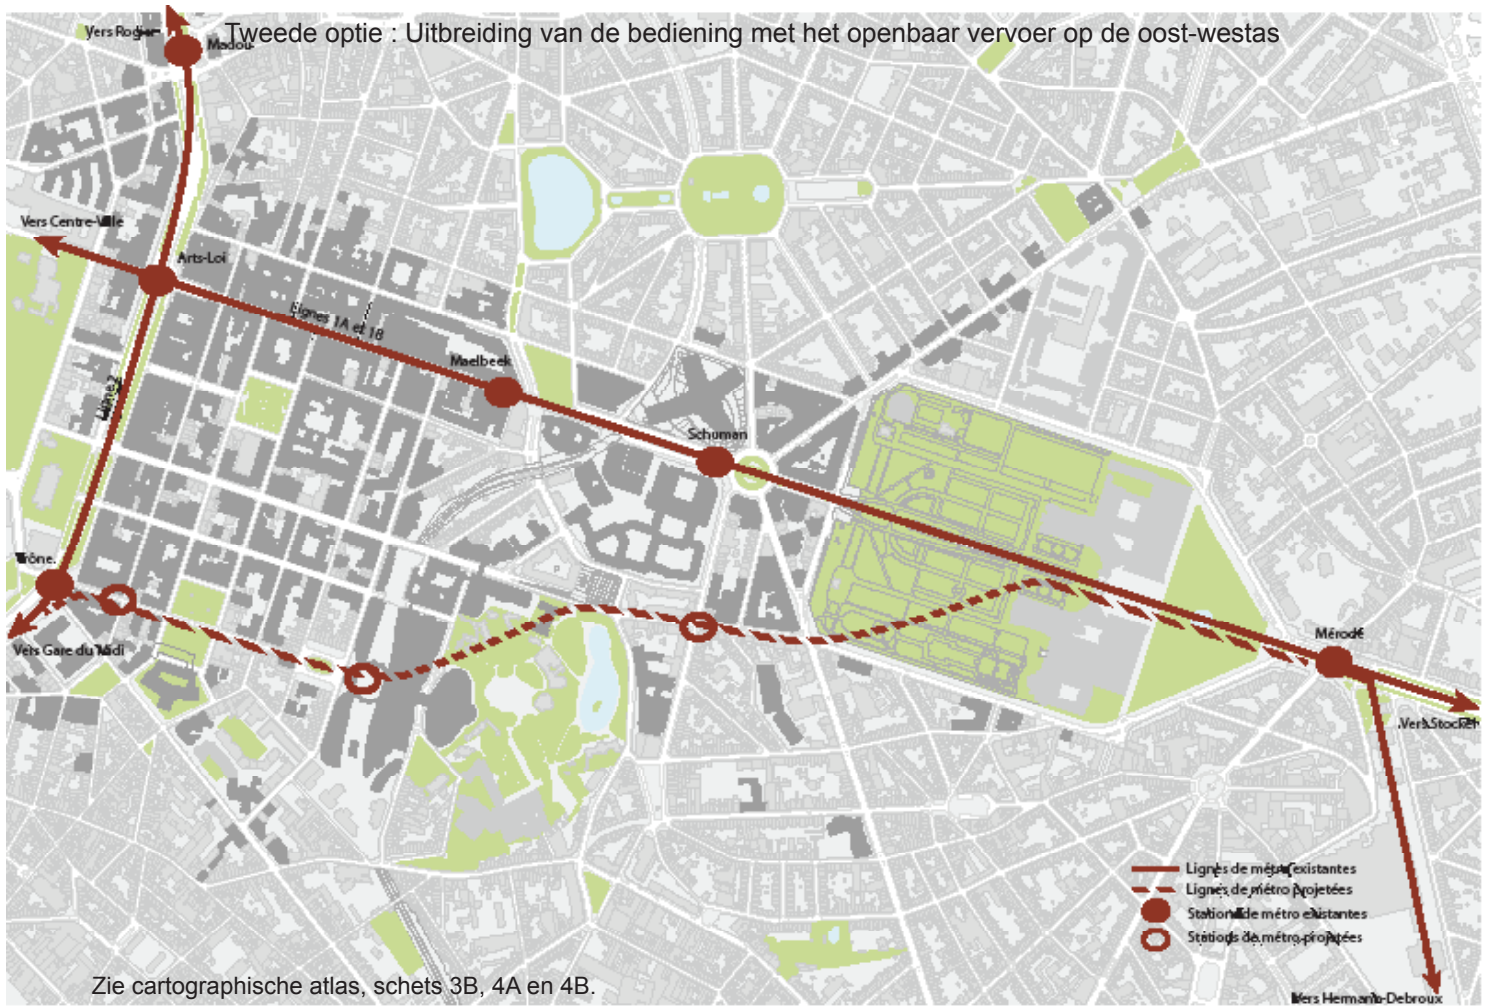 Tweede optie : Uitbreiding van de bediening met het openbaar vervoer op de oost-westas
Vers Rogier
Madou
Vers Centre-Ville
Arts-Loi
Lignes 1A et 1B
Maelbeek
Ligne 2
Schuman
Trône.
Vers Gare du Midi
Mérode
Vers Stockel
Lignes de métro existantes
Lignes de métro projetées
Stations de métro existantes
Stations de métro projetées
Zie cartographische atlas, schets 3B, 4A en 4B.
Vers Hermann-Debroux